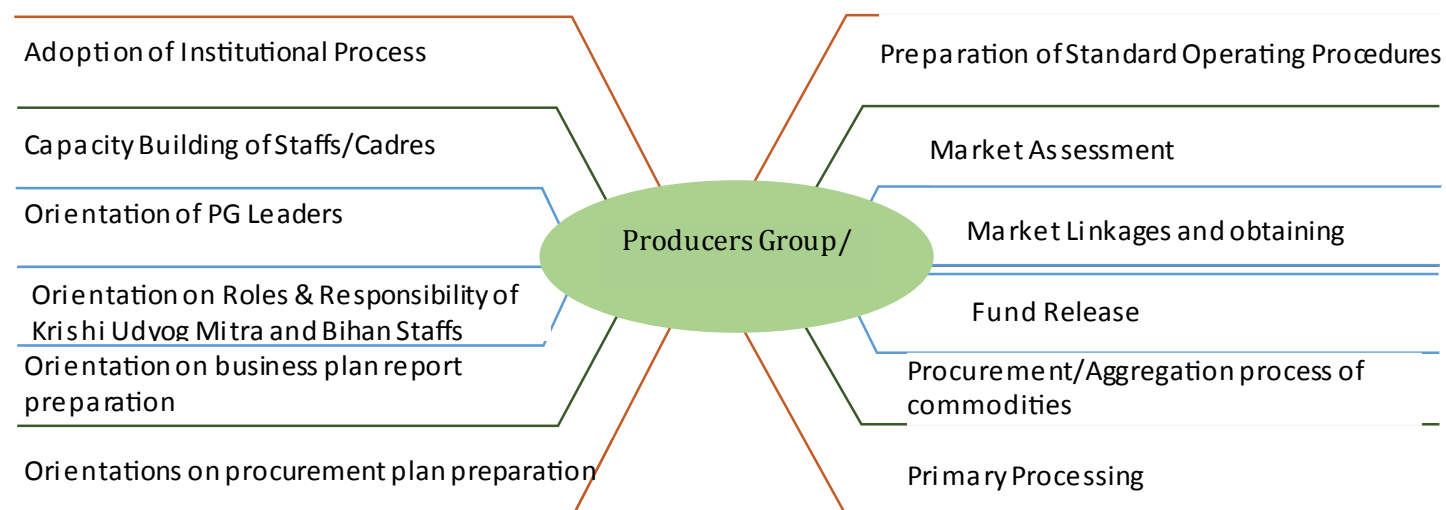 Adoption of Institutional Process
Capacity Building of Staffs/Cadres
Orientation of PG Leaders
Orientation on Roles & Responsibility of
Krishi Udyog Mitra and Bihan Staffs
Orientation on business plan report
preparation
Orientations on procurement plan preparation
Producers Group/
Preparation of Standard Operating Procedures
Market Assessment
Market Linkages and obtaining
Fund Release
Procurement/Aggregation process of
commodities
Primary Processing